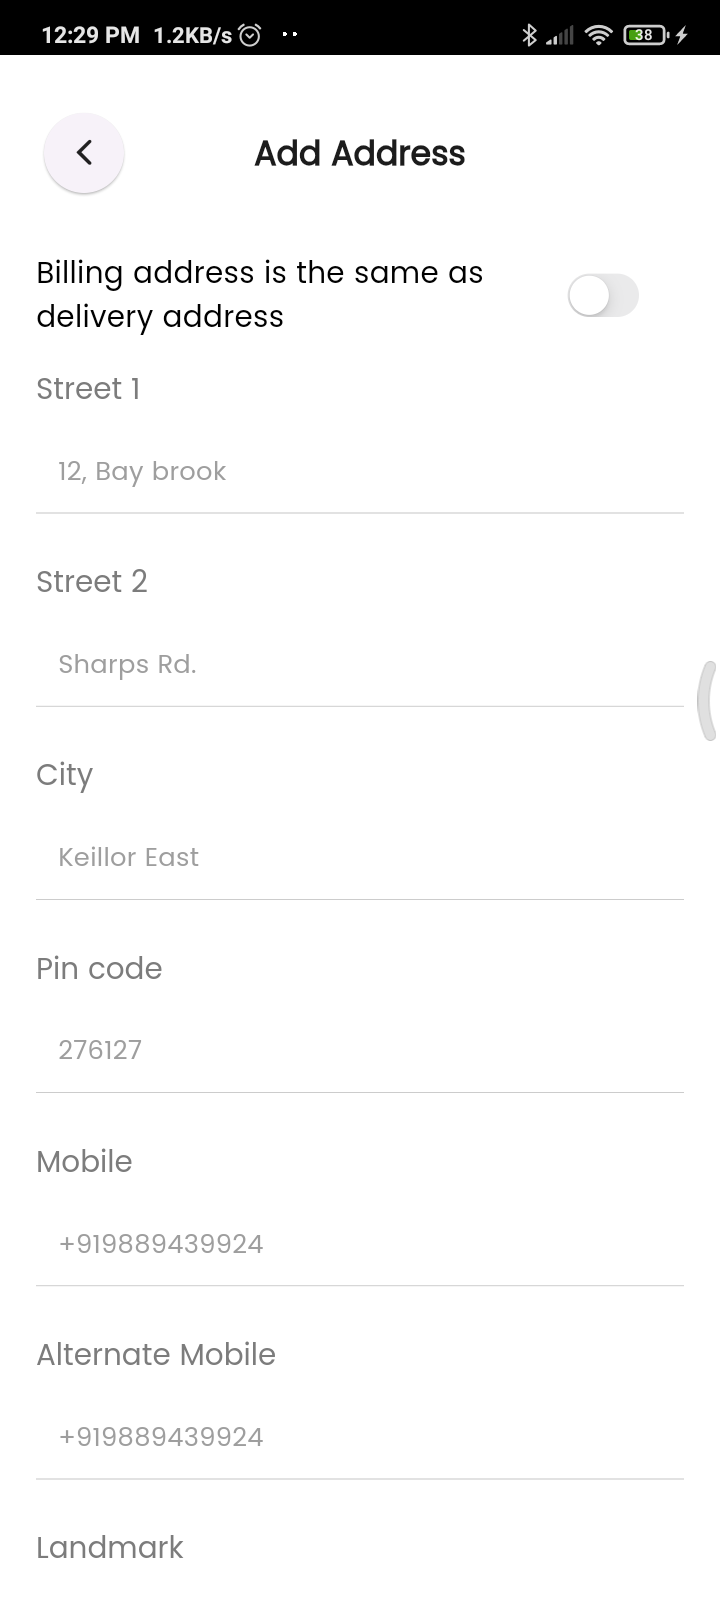 12:29 PM 1.2KB/s
38
Add Address
Billing address is the same as
delivery address
Street 1
12, Bay brook
Street 2
Sharps Rd.
City
Keillor East
Pin code
276127
Mobile
+919889439924
Alternate Mobile
+919889439924
Landmark